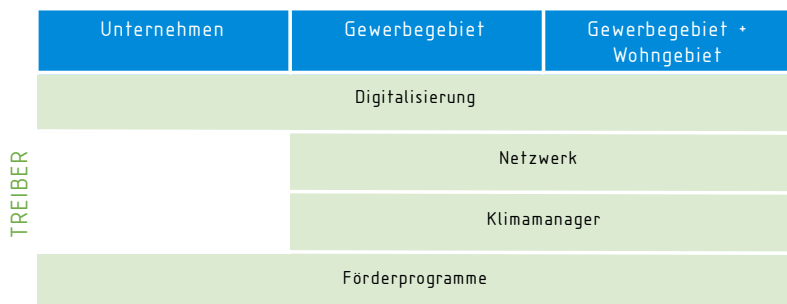 Unternehmen
Gewerbegebiet
Gewerbegebiet +
Wohngebiet
TREIBER
Digitalisierung
Netzwerk
Klimamanager
Förderprogramme